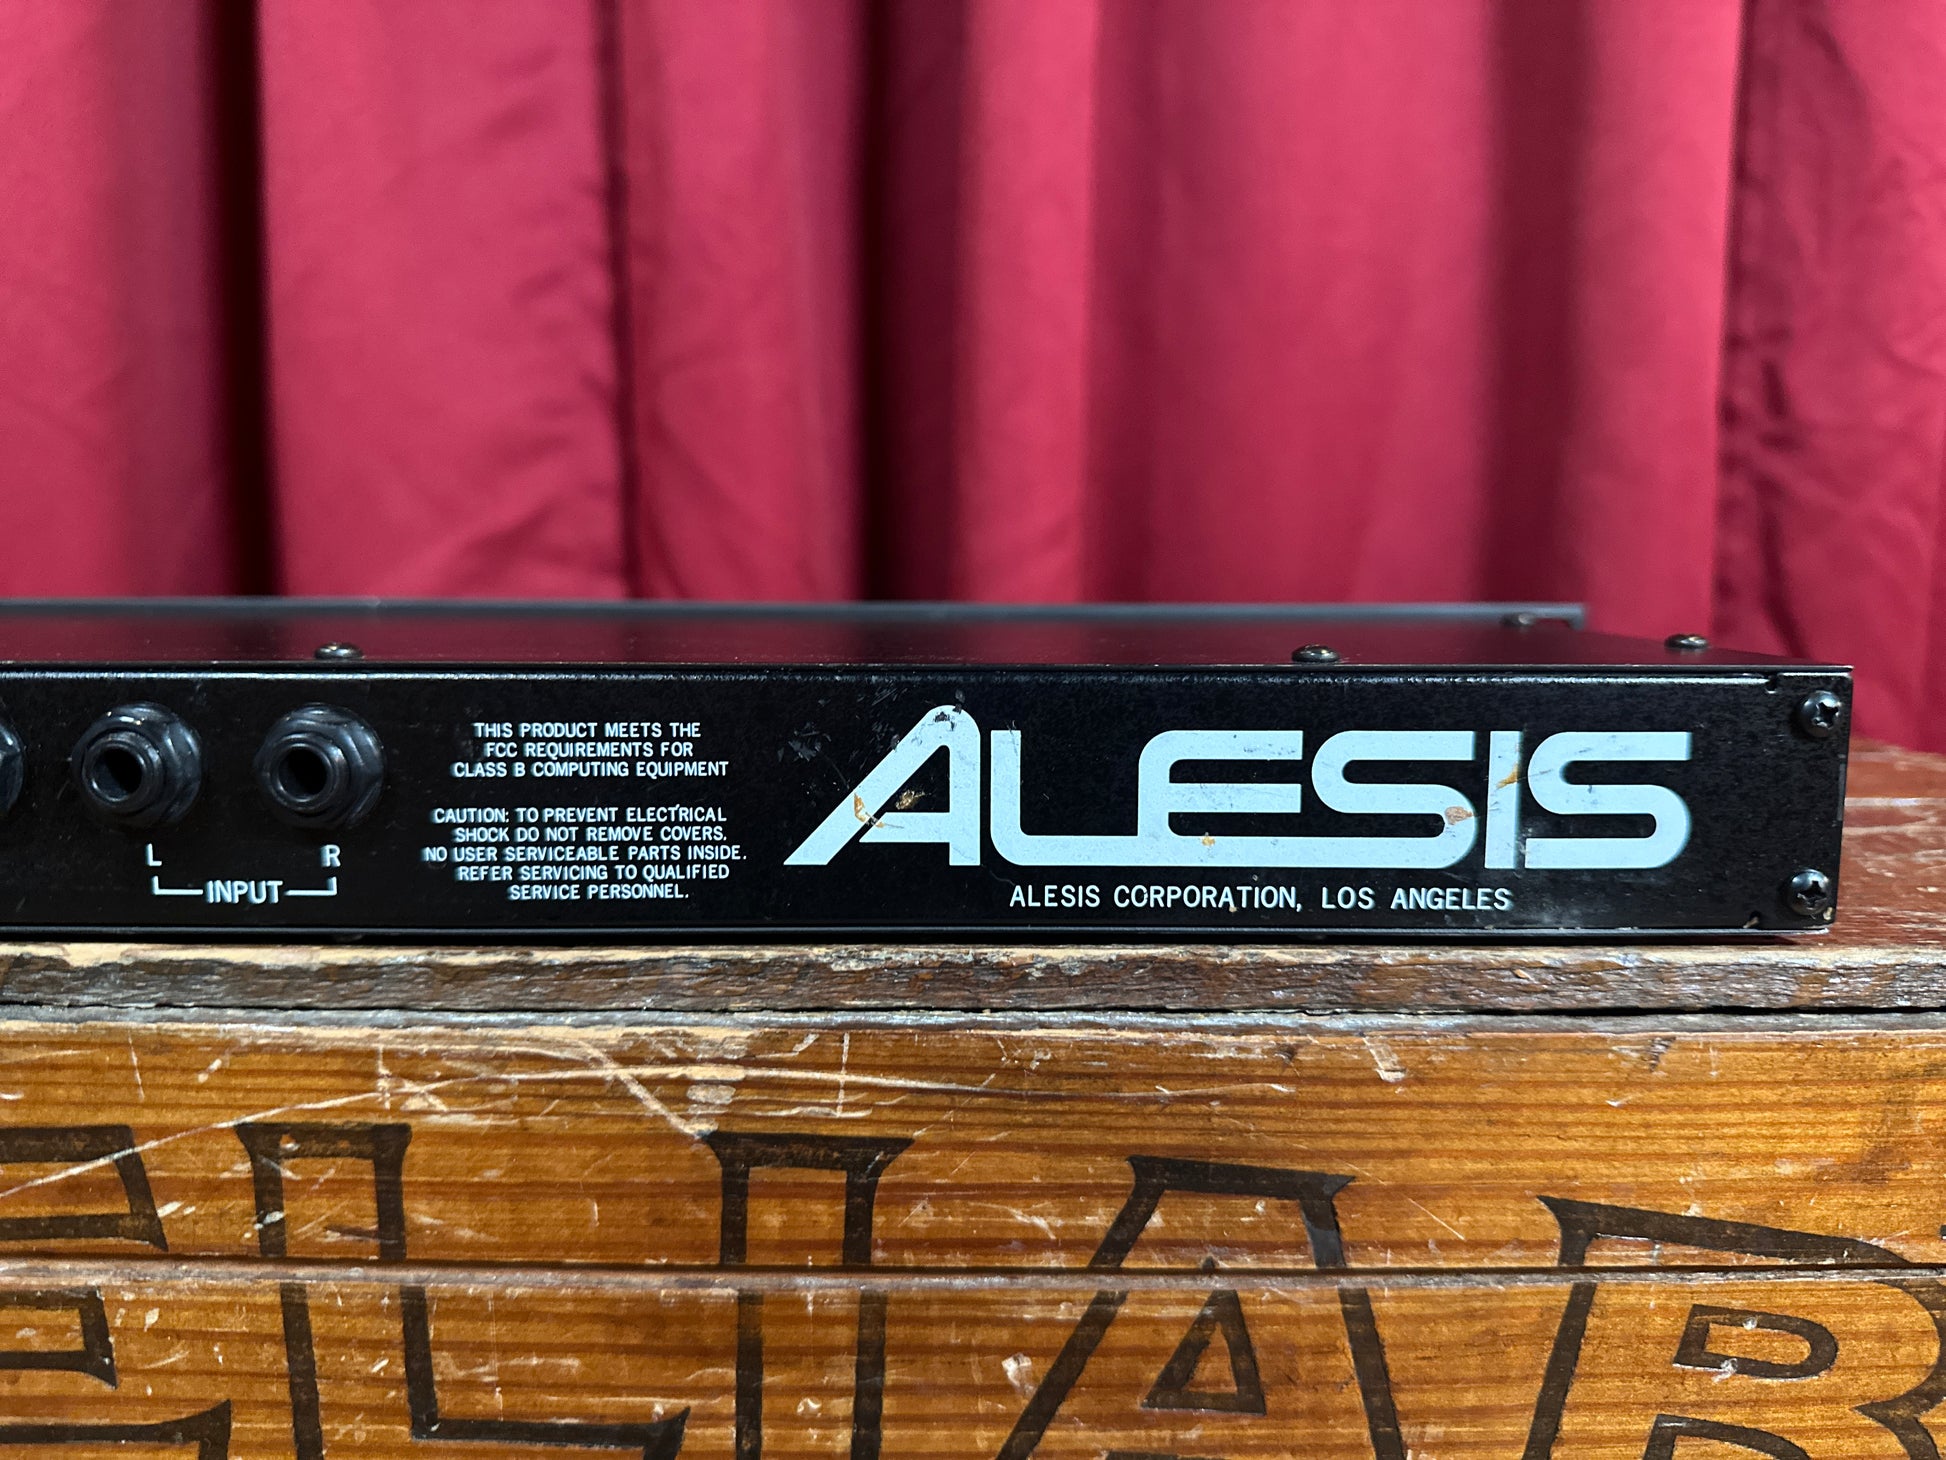 THIS PRODUCT MEETS THE
FCC REQUIREMENTS FOR
CLASS B COMPUTING EQUIPMENT
CAUTION: TO PREVENT ELECTRICAL
SHOCK DO NOT REMOVE COVERS.
NO USER SERVICEABLE PARTS INSIDE.
REFER SERVICING TO QUALIFIED
SERVICE PERSONNEL.
L R
INPUT
ALESIS
ALESIS CORPORATION, LOS ANGELES